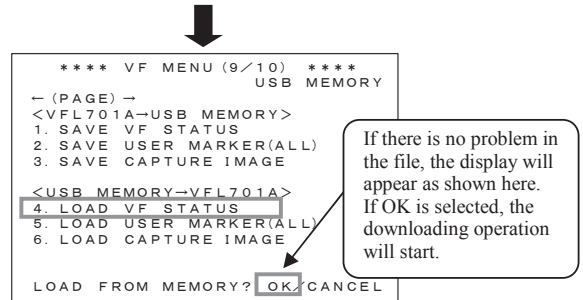 **** VF MENU (9/10) ****
USB MEMORY
← (PAGE) →
<VFL701A→USB MEMORY>
1. SAVE VF STATUS
2. SAVE USER MARKER(ALL)
3. SAVE CAPTURE IMAGE
<USB MEMORY→VFL701A>
4. LOAD VF STATUS
5. LOAD USER MARKER(ALL)
6. LOAD CAPTURE IMAGE
LOAD FROM MEMORY? OK/CANCEL
If there is no problem in
the file, the display will
appear as shown here.
If OK is selected, the
downloading operation
will start.